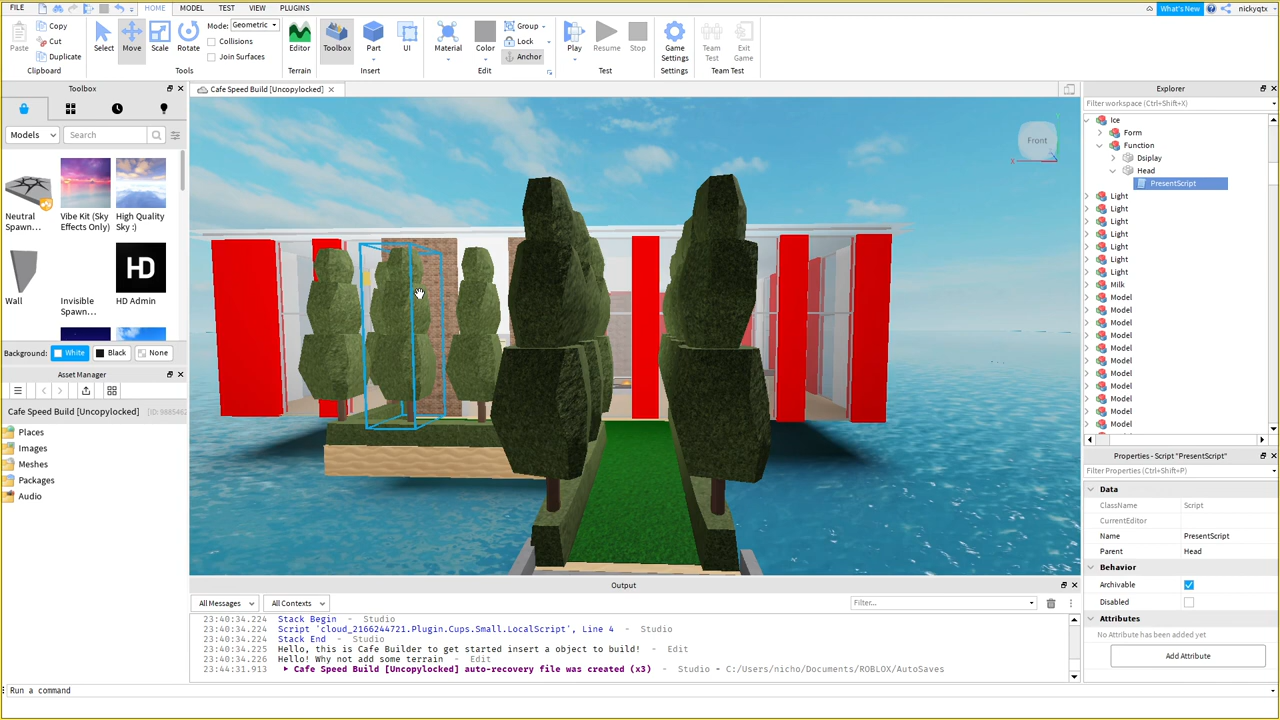 FILE HOME MODEL TEST VIEW PLUGINS What's New nickyqtx
Paste Copy Cut Duplicate Clipboard
Select Move Scale Rotate Mode: Geometric Collisions Join Surfaces Tools
Editor Terrain
Toolbox Part UI Insert
Material Color Group Lock Anchor Edit
Play Resume Stop Test
Game Settings Settings
Team Test Exit Game Team Test
Toolbox
Models Search
Neutral Spawn...
Vibe Kit (Sky Effects Only)
High Quality Sky :)
Wall
Invisible Spawn...
HD
HD Admin
Background: White Black None
Asset Manager
Cafe Speed Build [Uncopylocked]
Places
Images
Meshes
Packages
Audio
Cafe Speed Build [Uncopylocked]
Front
X
Output
All Messages All Contexts Filter...
23:40:34.224 Stack Begin - Studio
23:40:34.224 Script 'cloud_2166244721.Plugin.Cups.Small.LocalScript', Line 4 - Studio
23:40:34.224 Stack End - Studio
23:40:34.225 Hello, this is Cafe Builder to get started insert a object to build! - Edit
23:40:34.226 Hello! Why not add some terrain - Edit
23:44:31.913 Cafe Speed Build [Uncopylocked] auto-recovery file was created (x3) - Studio - C:/Users/nicho/Documents/ROBLOX/AutoSaves
Run a command
Explorer
Filter workspace (Ctrl+Shift+X)
Ice
Form
Function
Dsiplay
Head
PresentScript
Light
Light
Light
Light
Light
Light
Light
Milk
Model
Model
Model
Model
Model
Model
Model
Model
Model
Model
Model
Properties - Script "PresentScript"
Filter Properties (Ctrl+Shift+P)
Data
ClassName Script
CurrentEditor
Name PresentScript
Parent Head
Behavior
Archivable
Disabled
Attributes
No Attribute has been added yet
Add Attribute